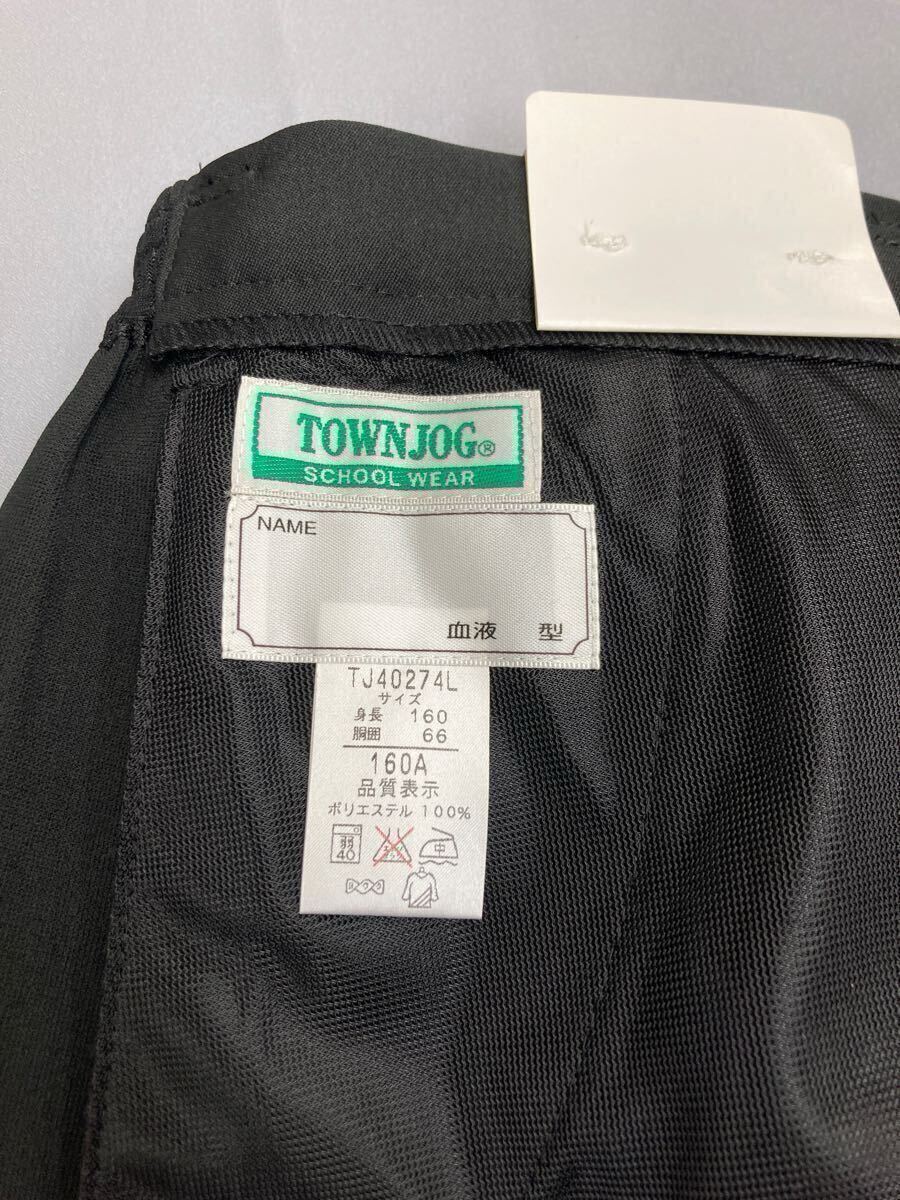 TOWNJOG®
SCHOOL WEAR
NAME
血液 型
TJ40274L
サイズ
身長 160
胴囲 66
160A
品質表示
ポリエステル 100%
弱 中
40